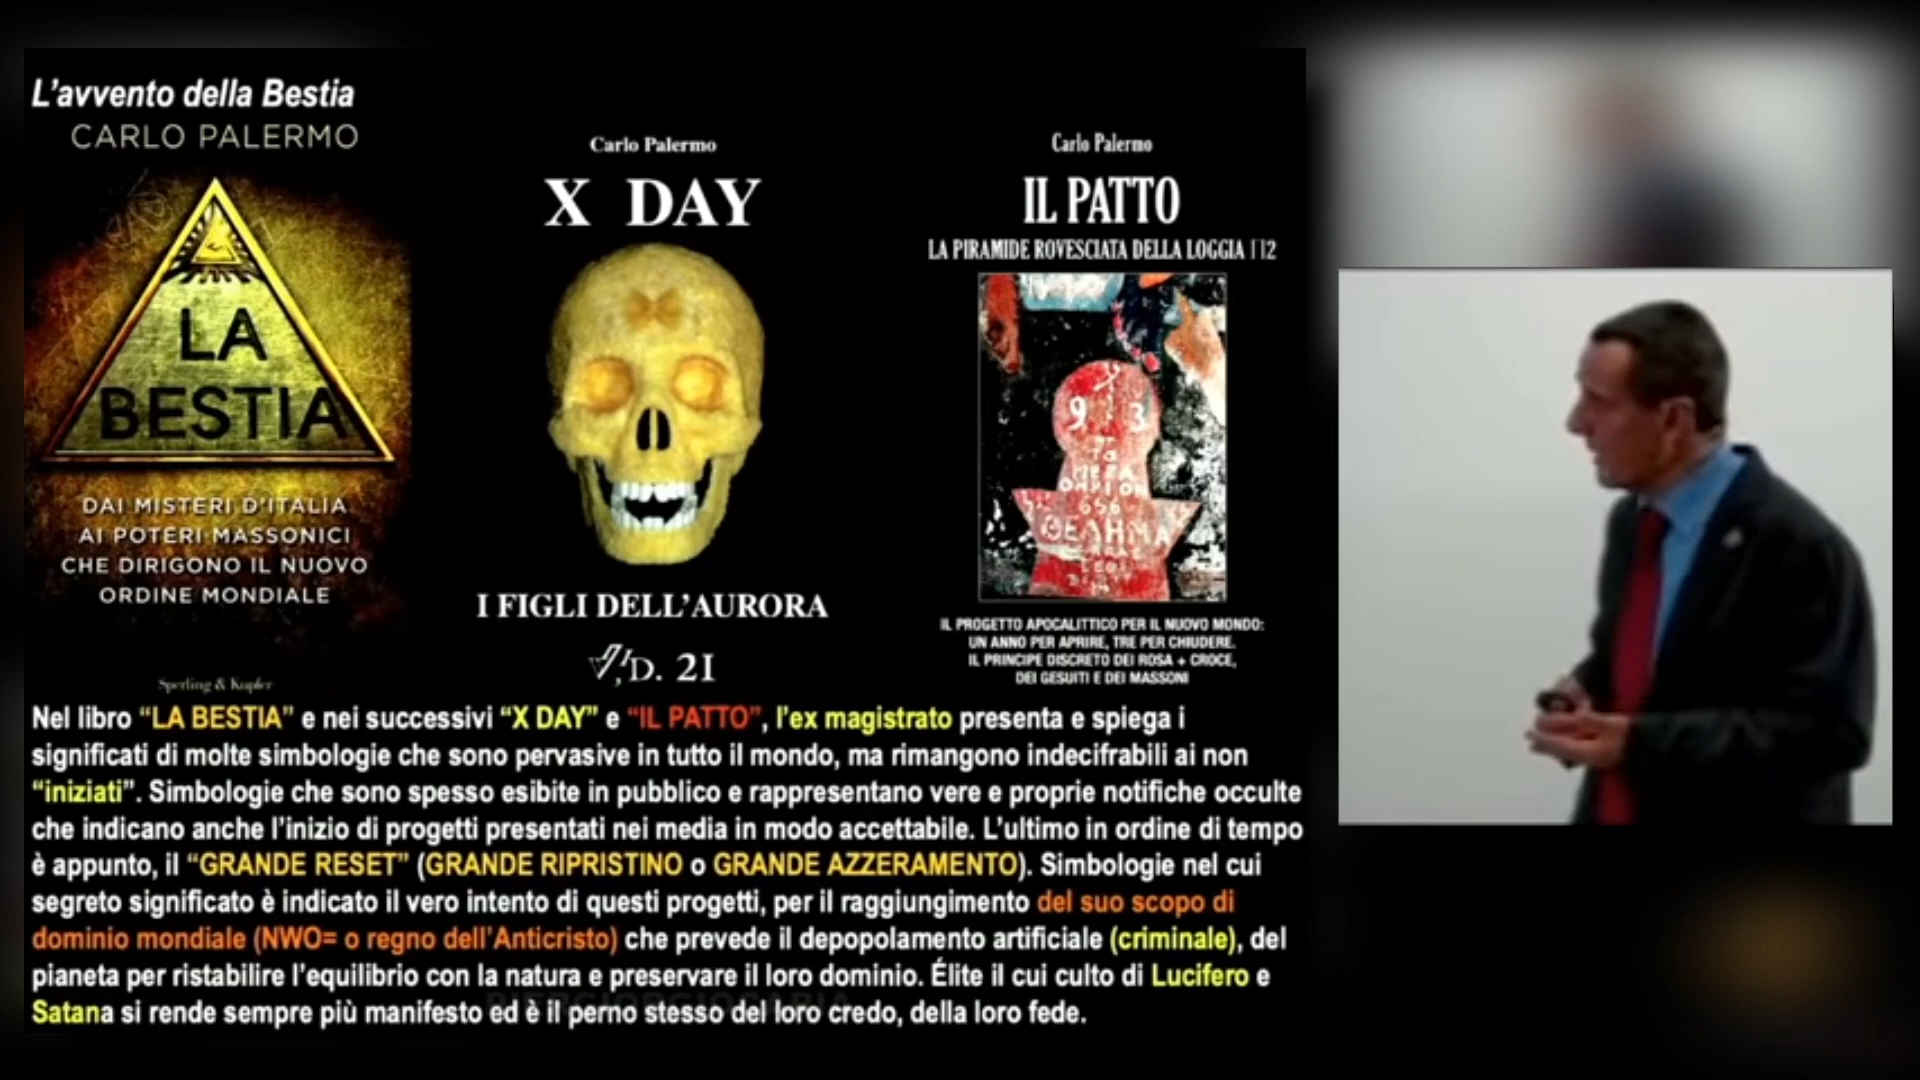 L'avvento della Bestia
CARLO PALERMO
LA
BESTIA
DAI MISTERI D'ITALIA
AI POTERI MASSONICI
CHE DIRIGONO IL NUOVO
ORDINE MONDIALE
Sperling & Kupfer
Carlo Palermo
X DAY
I FIGLI DELL'AURORA
D. 21
Carlo Palermo
IL PATTO
LA PIRAMIDE ROVESCIATA DELLA LOGGIA Π2
9 3
666
IL PROGETTO APOCALITTICO PER IL NUOVO MONDO:
UN ANNO PER APRIRE, TRE PER CHIUDERE.
IL PRINCIPE DISCRETO DEI ROSA + CROCE,
DEI GESUITI E DEI MASSONI
Nel libro “LA BESTIA” e nei successivi “X DAY” e “IL PATTO”, l'ex magistrato presenta e spiega i
significati di molte simbologie che sono pervasive in tutto il mondo, ma rimangono indecifrabili ai non
“iniziati”. Simbologie che sono spesso esibite in pubblico e rappresentano vere e proprie notifiche occulte
che indicano anche l'inizio di progetti presentati nei media in modo accettabile. L'ultimo in ordine di tempo
è appunto, il “GRANDE RESET” (GRANDE RIPRISTINO o GRANDE AZZERAMENTO). Simbologie nel cui
segreto significato è indicato il vero intento di questi progetti, per il raggiungimento del suo scopo di
dominio mondiale (NWO= o regno dell'Anticristo) che prevede il depopolamento artificiale (criminale), del
pianeta per ristabilire l'equilibrio con la natura e preservare il loro dominio. Élite il cui culto di Lucifero e
Satana si rende sempre più manifesto ed è il perno stesso del loro credo, della loro fede.